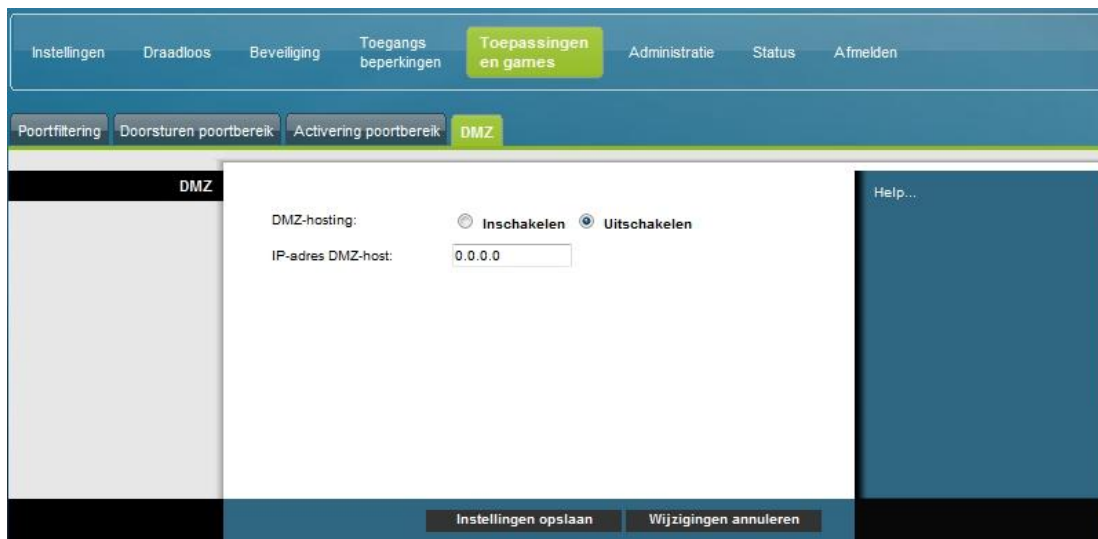 Instellingen Draadloos Beveiliging Toegangs beperkingen Toepassingen en games Administratie Status Afmelden
Poortfiltering Doorsturen poortbereik Activering poortbereik DMZ
DMZ
Help...
DMZ-hosting: Inschakelen Uitschakelen
IP-adres DMZ-host: 0.0.0.0
Instellingen opslaan Wijzigingen annuleren